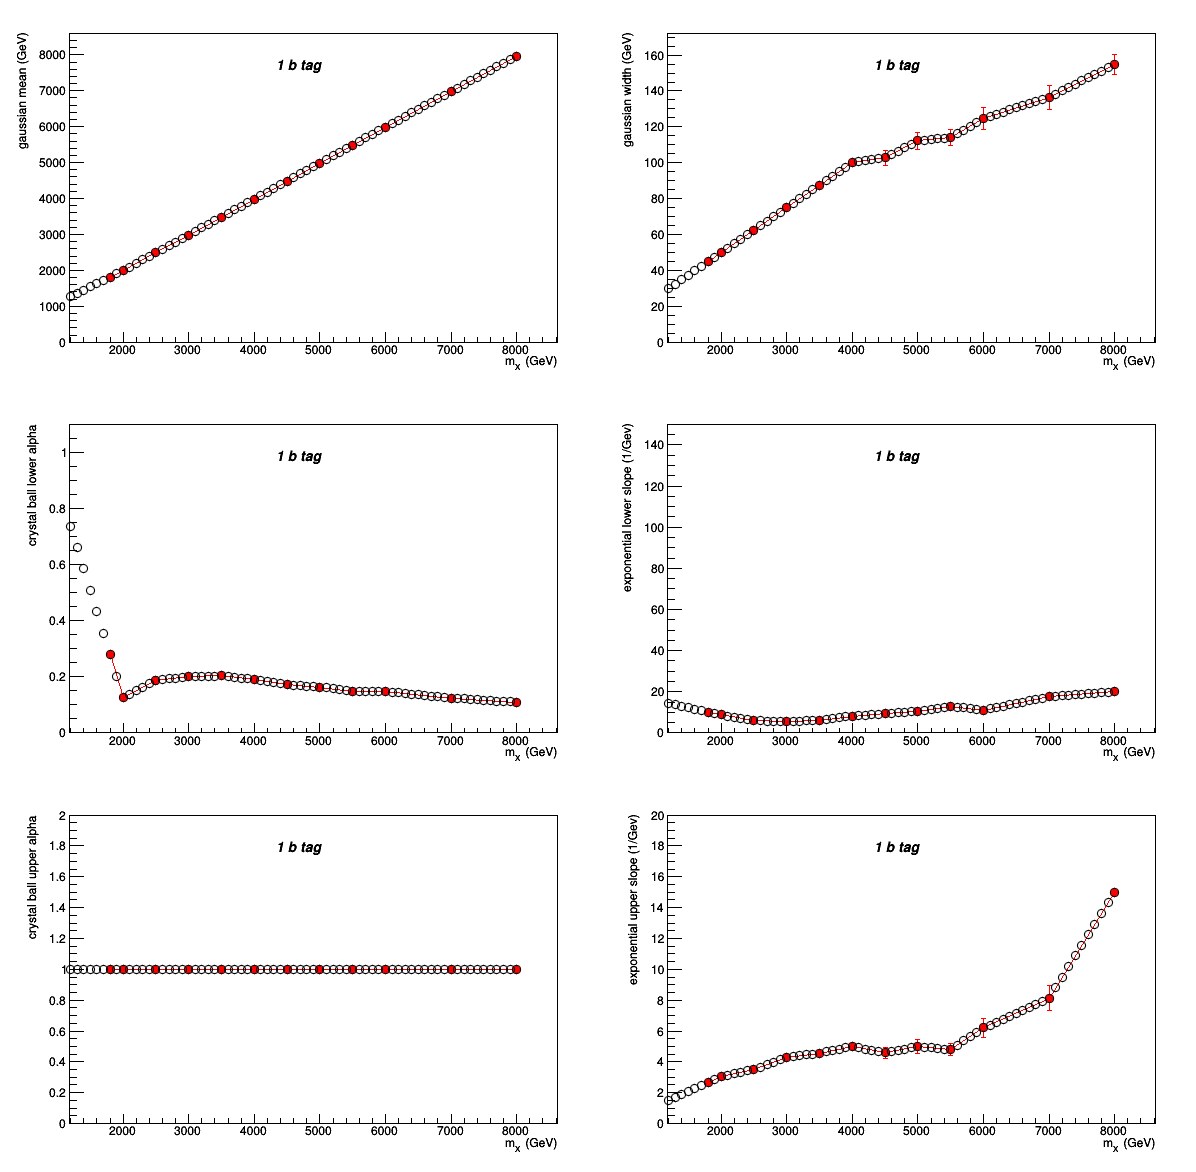 gaussian mean (GeV)
1 b tag
8000
7000
6000
5000
4000
3000
2000
1000
0
2000 3000 4000 5000 6000 7000 8000
mx (GeV)
gaussian width (GeV)
1 b tag
160
140
120
100
80
60
40
20
0
2000 3000 4000 5000 6000 7000 8000
mx (GeV)
crystal ball lower alpha
1 b tag
1
0.8
0.6
0.4
0.2
0
2000 3000 4000 5000 6000 7000 8000
mx (GeV)
exponential lower slope (1/Gev)
1 b tag
140
120
100
80
60
40
20
0
2000 3000 4000 5000 6000 7000 8000
mx (GeV)
crystal ball upper alpha
1 b tag
2
1.8
1.6
1.4
1.2
1
0.8
0.6
0.4
0.2
0
2000 3000 4000 5000 6000 7000 8000
mx (GeV)
exponential upper slope (1/Gev)
1 b tag
20
18
16
14
12
10
8
6
4
2
0
2000 3000 4000 5000 6000 7000 8000
mx (GeV)